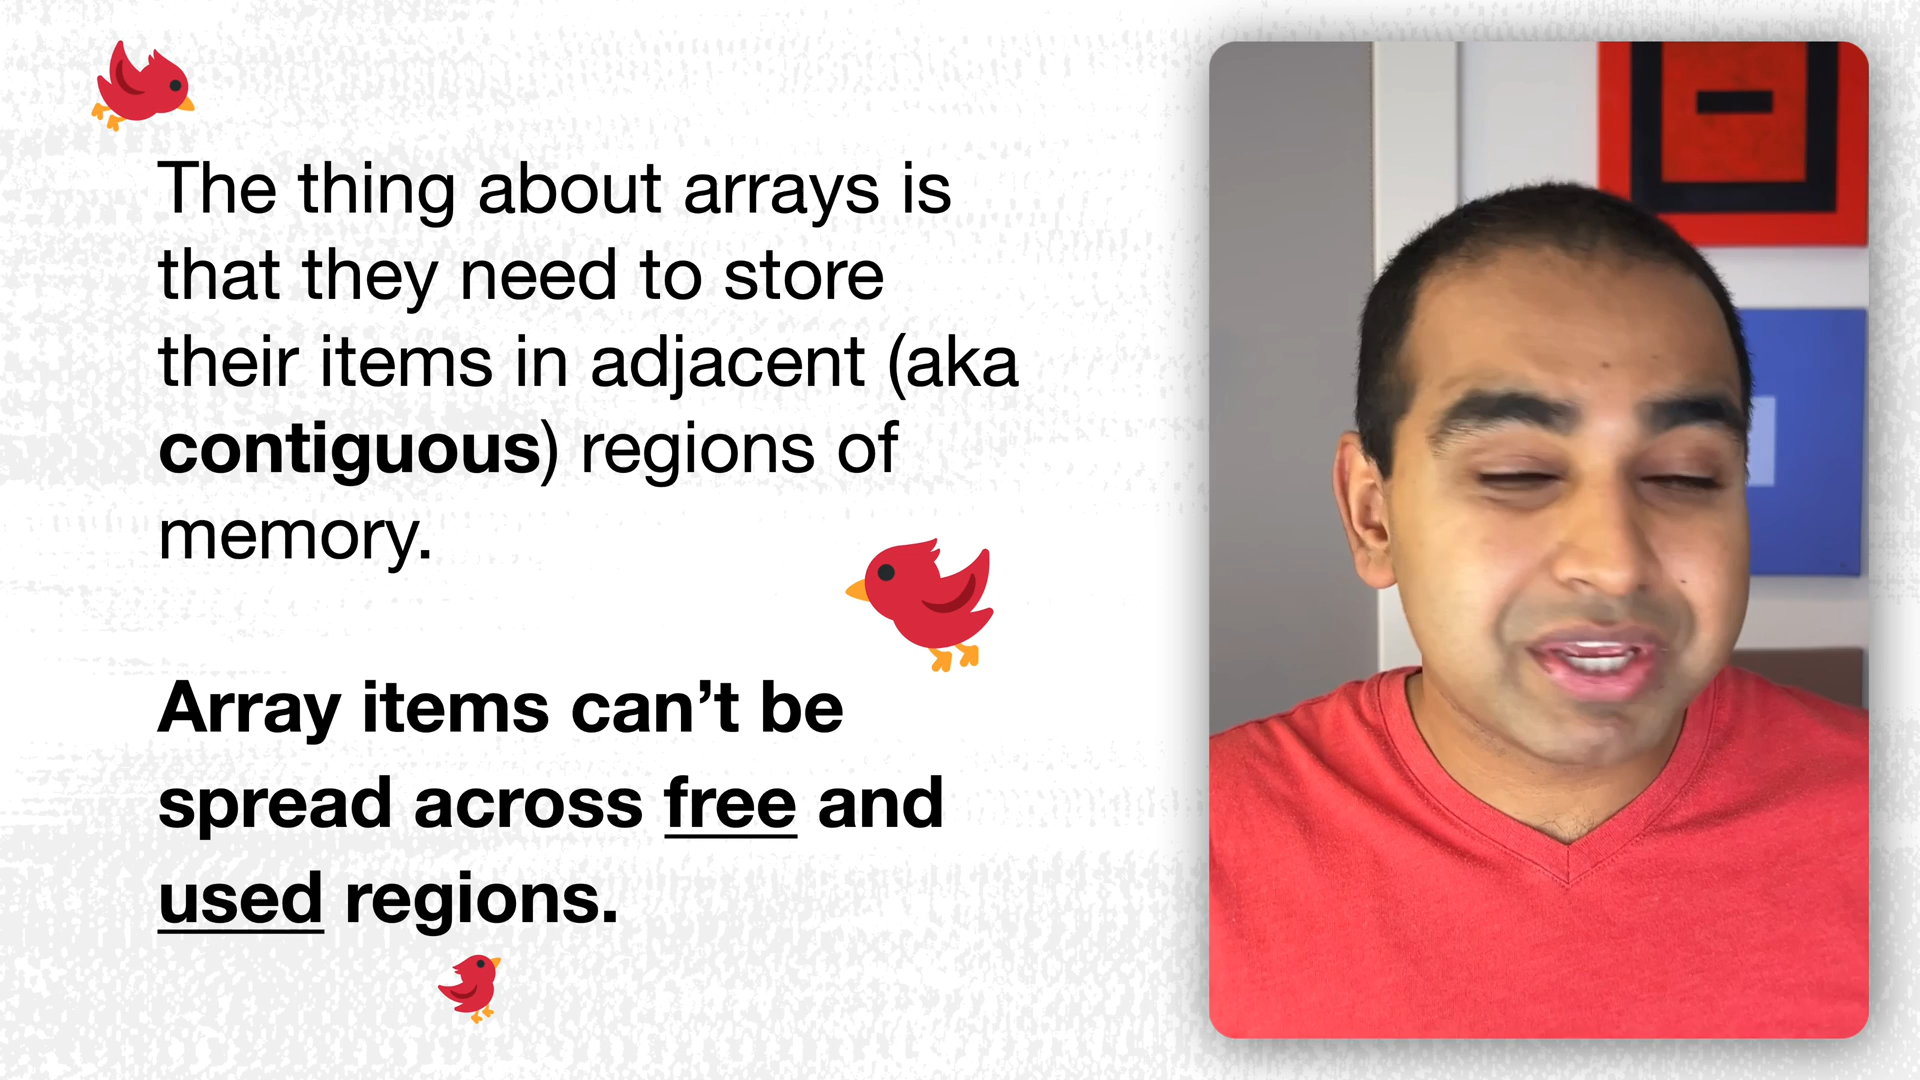 The thing about arrays is
that they need to store
their items in adjacent (aka
contiguous) regions of
memory.
Array items can’t be
spread across free and
used regions.